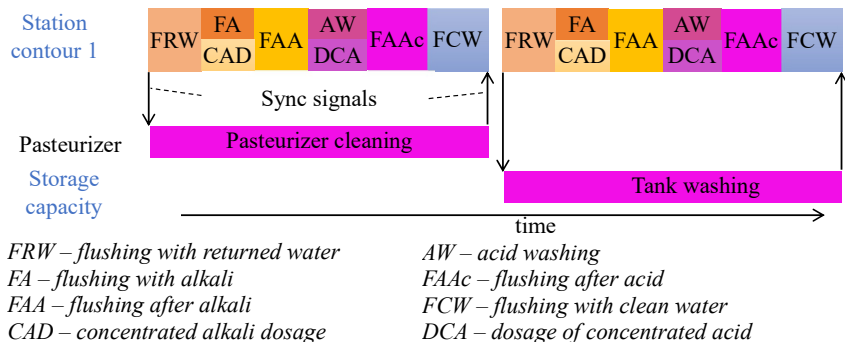 Station contour 1
FRW FA CAD FAA AW DCA FAAc FCW FRW FA CAD FAA AW DCA FAAc FCW
Sync signals
Pasteurizer
Pasteurizer cleaning
Storage capacity
Tank washing
time
FRW – flushing with returned water
FA – flushing with alkali
FAA – flushing after alkali
CAD – concentrated alkali dosage
AW – acid washing
FAAc – flushing after acid
FCW – flushing with clean water
DCA – dosage of concentrated acid